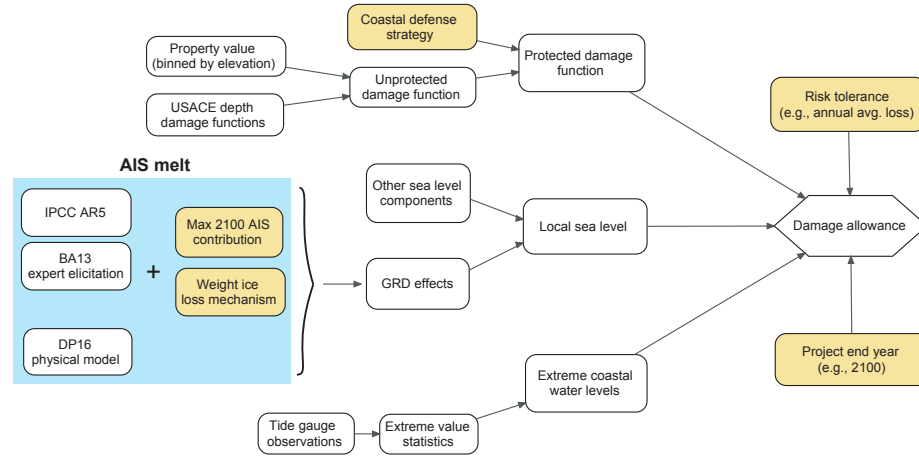 Coastal defense
strategy
Property value
(binned by elevation)
Unprotected
damage function
Protected damage
function
USACE depth
damage functions
Risk tolerance
(e.g., annual avg. loss)
AIS melt
IPCC AR5
BA13
expert elicitation
+
Max 2100 AIS
contribution
Weight ice
loss mechanism
DP16
physical model
Other sea level
components
GRD effects
Local sea level
Damage allowance
Project end year
(e.g., 2100)
Extreme coastal
water levels
Tide gauge
observations
Extreme value
statistics